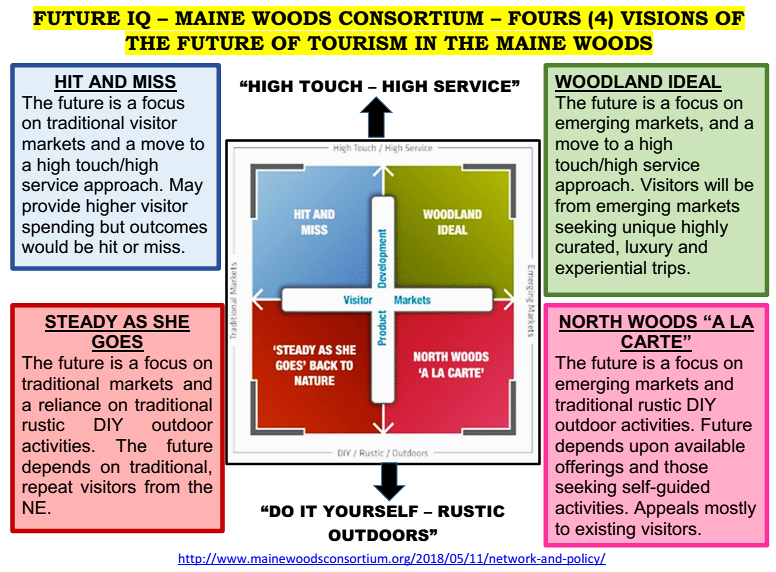 FUTURE IQ – MAINE WOODS CONSORTIUM – FOURS (4) VISIONS OF
THE FUTURE OF TOURISM IN THE MAINE WOODS
HIT AND MISS
The future is a focus
on traditional visitor
markets and a move to
a high touch/high
service approach. May
provide higher visitor
spending but outcomes
would be hit or miss.
“HIGH TOUCH – HIGH SERVICE”
WOODLAND IDEAL
The future is a focus on
emerging markets, and a
move to a high
touch/high service
approach. Visitors will be
from emerging markets
seeking unique highly
curated, luxury and
experiential trips.
High Touch / High Service
HIT AND
MISS
WOODLAND
IDEAL
Traditional Markets
Visitor Markets
Product Development
Emerging Markets
‘STEADY AS SHE
GOES’ BACK TO
NATURE
NORTH WOODS
‘A LA CARTE’
DIY / Rustic / Outdoors
STEADY AS SHE
GOES
The future is a focus on
traditional markets and
a reliance on traditional
rustic DIY outdoor
activities. The future
depends on traditional,
repeat visitors from the
NE.
“DO IT YOURSELF – RUSTIC
OUTDOORS”
NORTH WOODS “A LA
CARTE”
The future is a focus on
emerging markets and
traditional rustic DIY
outdoor activities. Future
depends upon available
offerings and those
seeking self-guided
activities. Appeals mostly
to existing visitors.
http://www.mainewoodsconsortium.org/2018/05/11/network-and-policy/